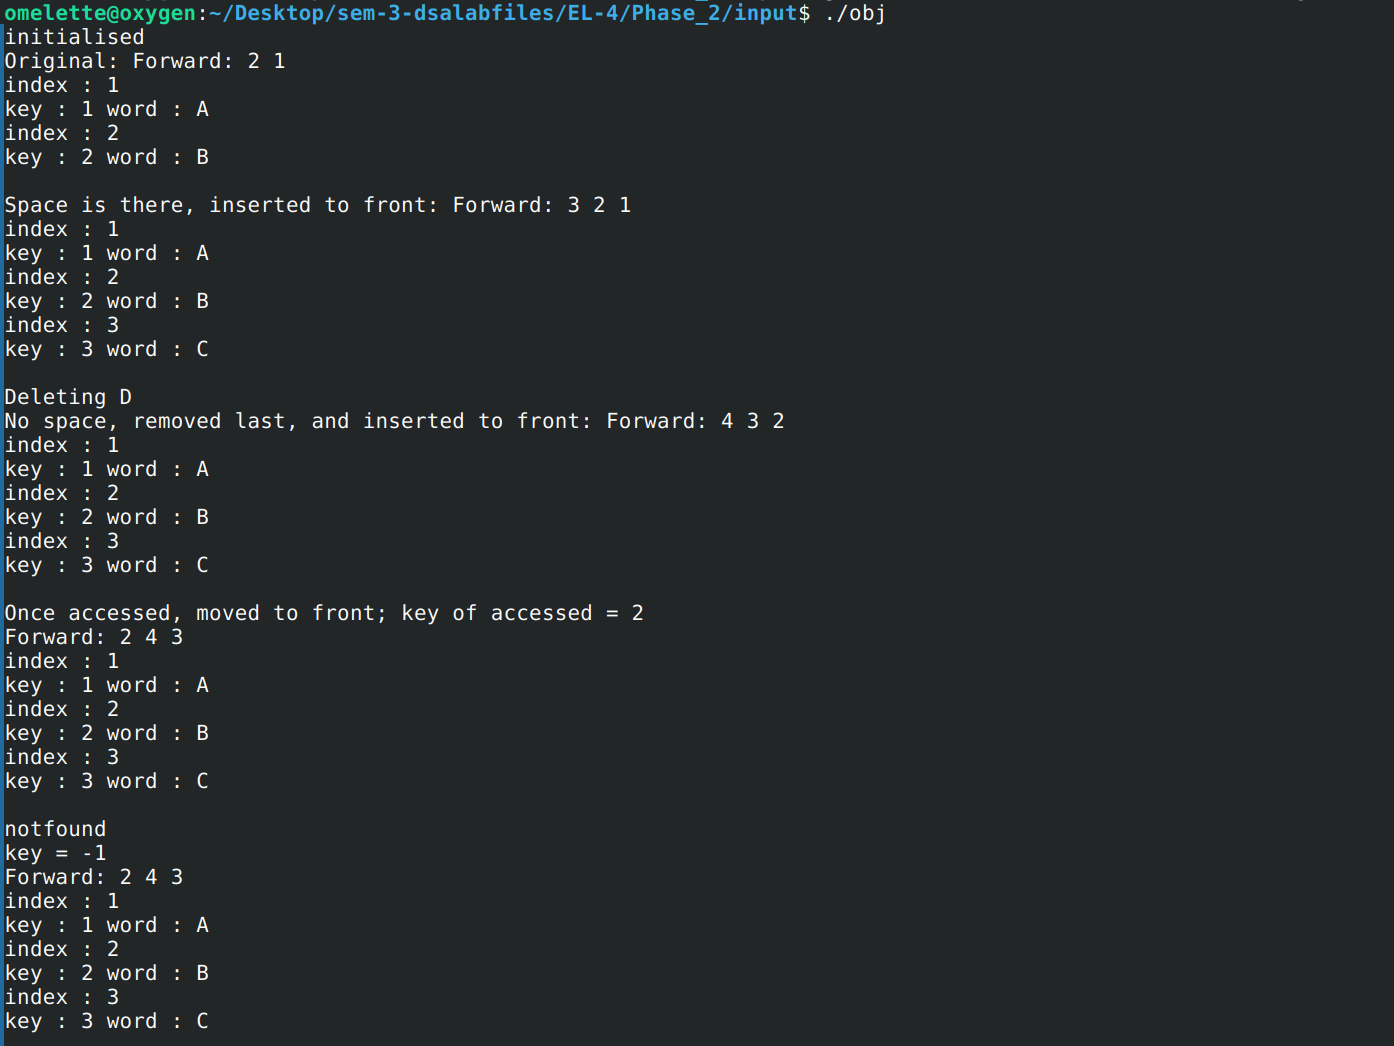 omelette@oxygen:~/Desktop/sem-3-dsalabfiles/EL-4/Phase_2/input$ ./obj
initialised
Original: Forward: 2 1
index : 1
key : 1 word : A
index : 2
key : 2 word : B

Space is there, inserted to front: Forward: 3 2 1
index : 1
key : 1 word : A
index : 2
key : 2 word : B
index : 3
key : 3 word : C

Deleting D
No space, removed last, and inserted to front: Forward: 4 3 2
index : 1
key : 1 word : A
index : 2
key : 2 word : B
index : 3
key : 3 word : C

Once accessed, moved to front; key of accessed = 2
Forward: 2 4 3
index : 1
key : 1 word : A
index : 2
key : 2 word : B
index : 3
key : 3 word : C

notfound
key = -1
Forward: 2 4 3
index : 1
key : 1 word : A
index : 2
key : 2 word : B
index : 3
key : 3 word : C